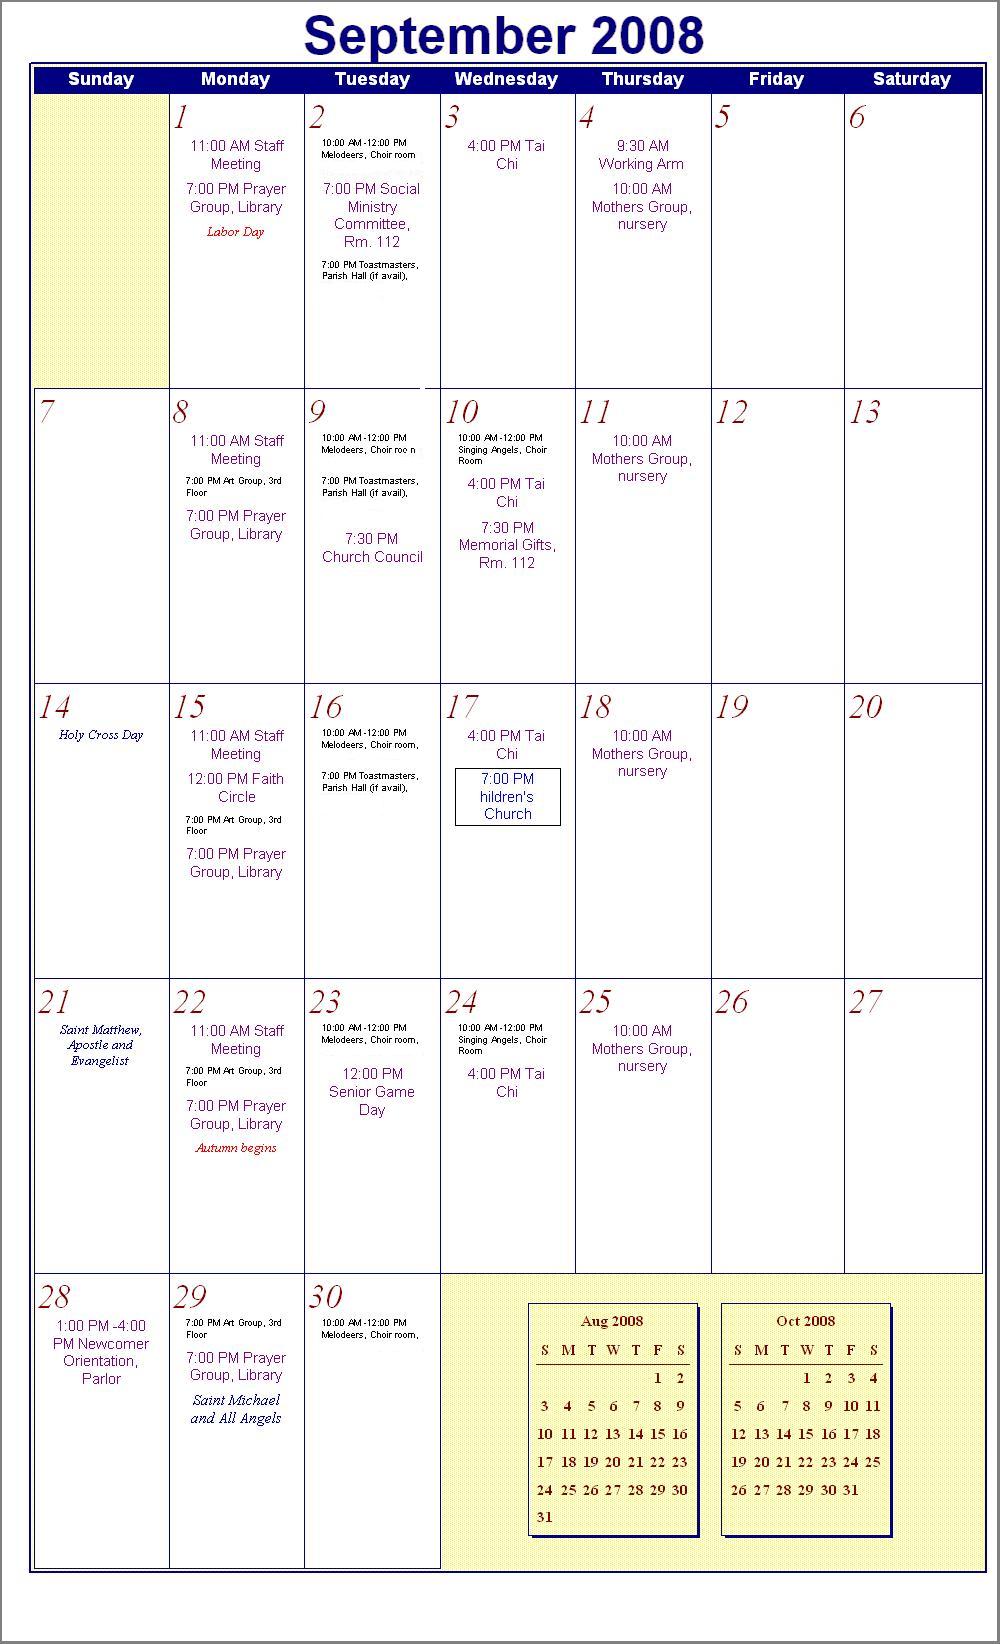 September 2008
Sunday Monday Tuesday Wednesday Thursday Friday Saturday
1
11:00 AM Staff
Meeting
7:00 PM Prayer
Group, Library
Labor Day
2
10:00 AM -12:00 PM
Melodeers, Choir room
7:00 PM Social
Ministry
Committee,
Rm. 112
7:00 PM Toastmasters,
Parish Hall (if avail),
3
4:00 PM Tai
Chi
4
9:30 AM
Working Arm
10:00 AM
Mothers Group,
nursery
5
6
7
8
11:00 AM Staff
Meeting
7:00 PM Art Group, 3rd
Floor
7:00 PM Prayer
Group, Library
9
10:00 AM -12:00 PM
Melodeers, Choir roo n
7:00 PM Toastmasters,
Parish Hall (if avail),
7:30 PM
Church Council
10
10:00 AM -12:00 PM
Singing Angels, Choir
Room
4:00 PM Tai
Chi
7:30 PM
Memorial Gifts,
Rm. 112
11
10:00 AM
Mothers Group,
nursery
12
13
14
Holy Cross Day
15
11:00 AM Staff
Meeting
12:00 PM Faith
Circle
7:00 PM Art Group, 3rd
Floor
7:00 PM Prayer
Group, Library
16
10:00 AM -12:00 PM
Melodeers, Choir room,
7:00 PM Toastmasters,
Parish Hall (if avail),
17
4:00 PM Tai
Chi
7:00 PM
hildren's
Church
18
10:00 AM
Mothers Group,
nursery
19
20
21
Saint Matthew,
Apostle and
Evangelist
22
11:00 AM Staff
Meeting
7:00 PM Art Group, 3rd
Floor
7:00 PM Prayer
Group, Library
Autumn begins
23
10:00 AM -12:00 PM
Melodeers, Choir room,
12:00 PM
Senior Game
Day
24
10:00 AM -12:00 PM
Singing Angels, Choir
Room
4:00 PM Tai
Chi
25
10:00 AM
Mothers Group,
nursery
26
27
28
1:00 PM -4:00
PM Newcomer
Orientation,
Parlor
29
7:00 PM Art Group, 3rd
Floor
7:00 PM Prayer
Group, Library
Saint Michael
and All Angels
30
10:00 AM -12:00 PM
Melodeers, Choir room,
Aug 2008
S M T W T F S
1 2
3 4 5 6 7 8 9
10 11 12 13 14 15 16
17 18 19 20 21 22 23
24 25 26 27 28 29 30
31
Oct 2008
S M T W T F S
1 2 3 4
5 6 7 8 9 10 11
12 13 14 15 16 17 18
19 20 21 22 23 24 25
26 27 28 29 30 31